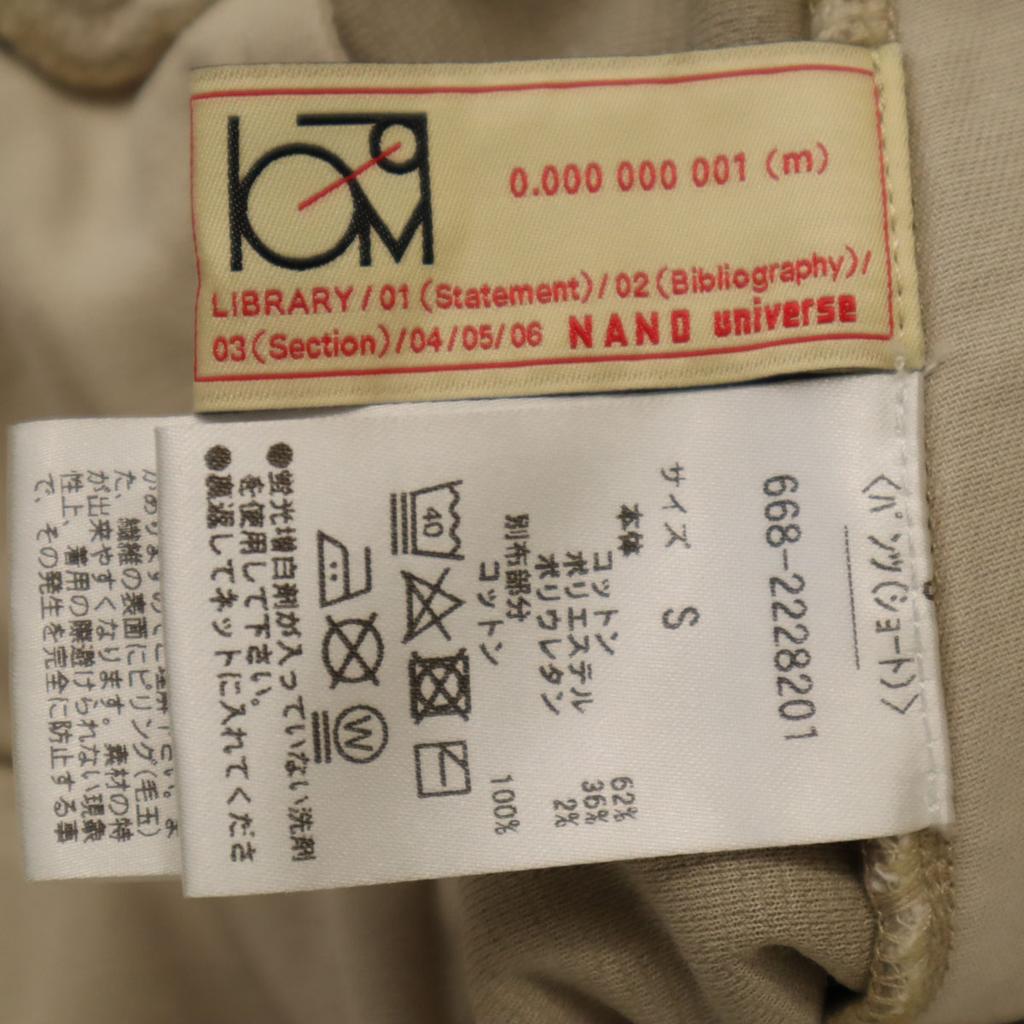 0.000 000 001 (m)
LIBRARY / 01 (Statement) / 02 (Bibliography) /
03 (Section) / 04 / 05 / 06 NANO universe
〈パンツ(ショート)〉
668-2228201
サイズ S
本体
コットン 62%
ポリエステル 36%
ポリウレタン 2%
別布部分
コットン 100%
40
W
●蛍光増白剤が入っていない洗剤
を使用して下さい。
●裏返してネットに入れてくださ
た、繊維の表面にピリング(毛玉)
が出来やすくなります。素材の特
性上、着用の際避けられない現象
で、その発生を完全に防止する事